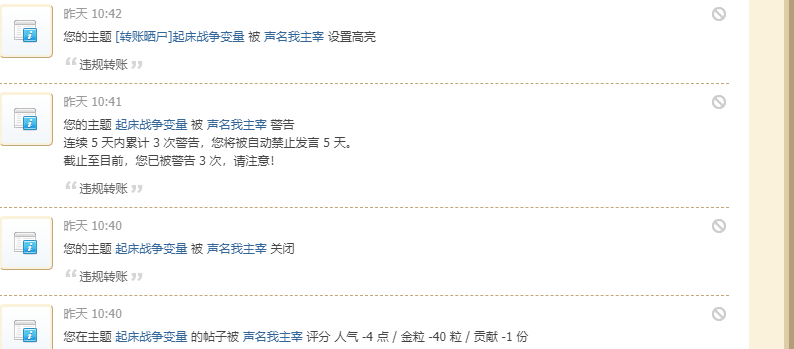 昨天 10:42
您的主题 [转账晒尸]起床战争变量 被 声名我主宰 设置高亮
“ 违规转账 ”
昨天 10:41
您的主题 起床战争变量 被 声名我主宰 警告
连续 5 天内累计 3 次警告，您将被自动禁止发言 5 天。
截止至目前，您已被警告 3 次，请注意！
“ 违规转账 ”
昨天 10:40
您的主题 起床战争变量 被 声名我主宰 关闭
“ 违规转账 ”
昨天 10:40
您在主题 起床战争变量 的帖子被 声名我主宰 评分 人气 -4 点 / 金粒 -40 粒 / 贡献 -1 份